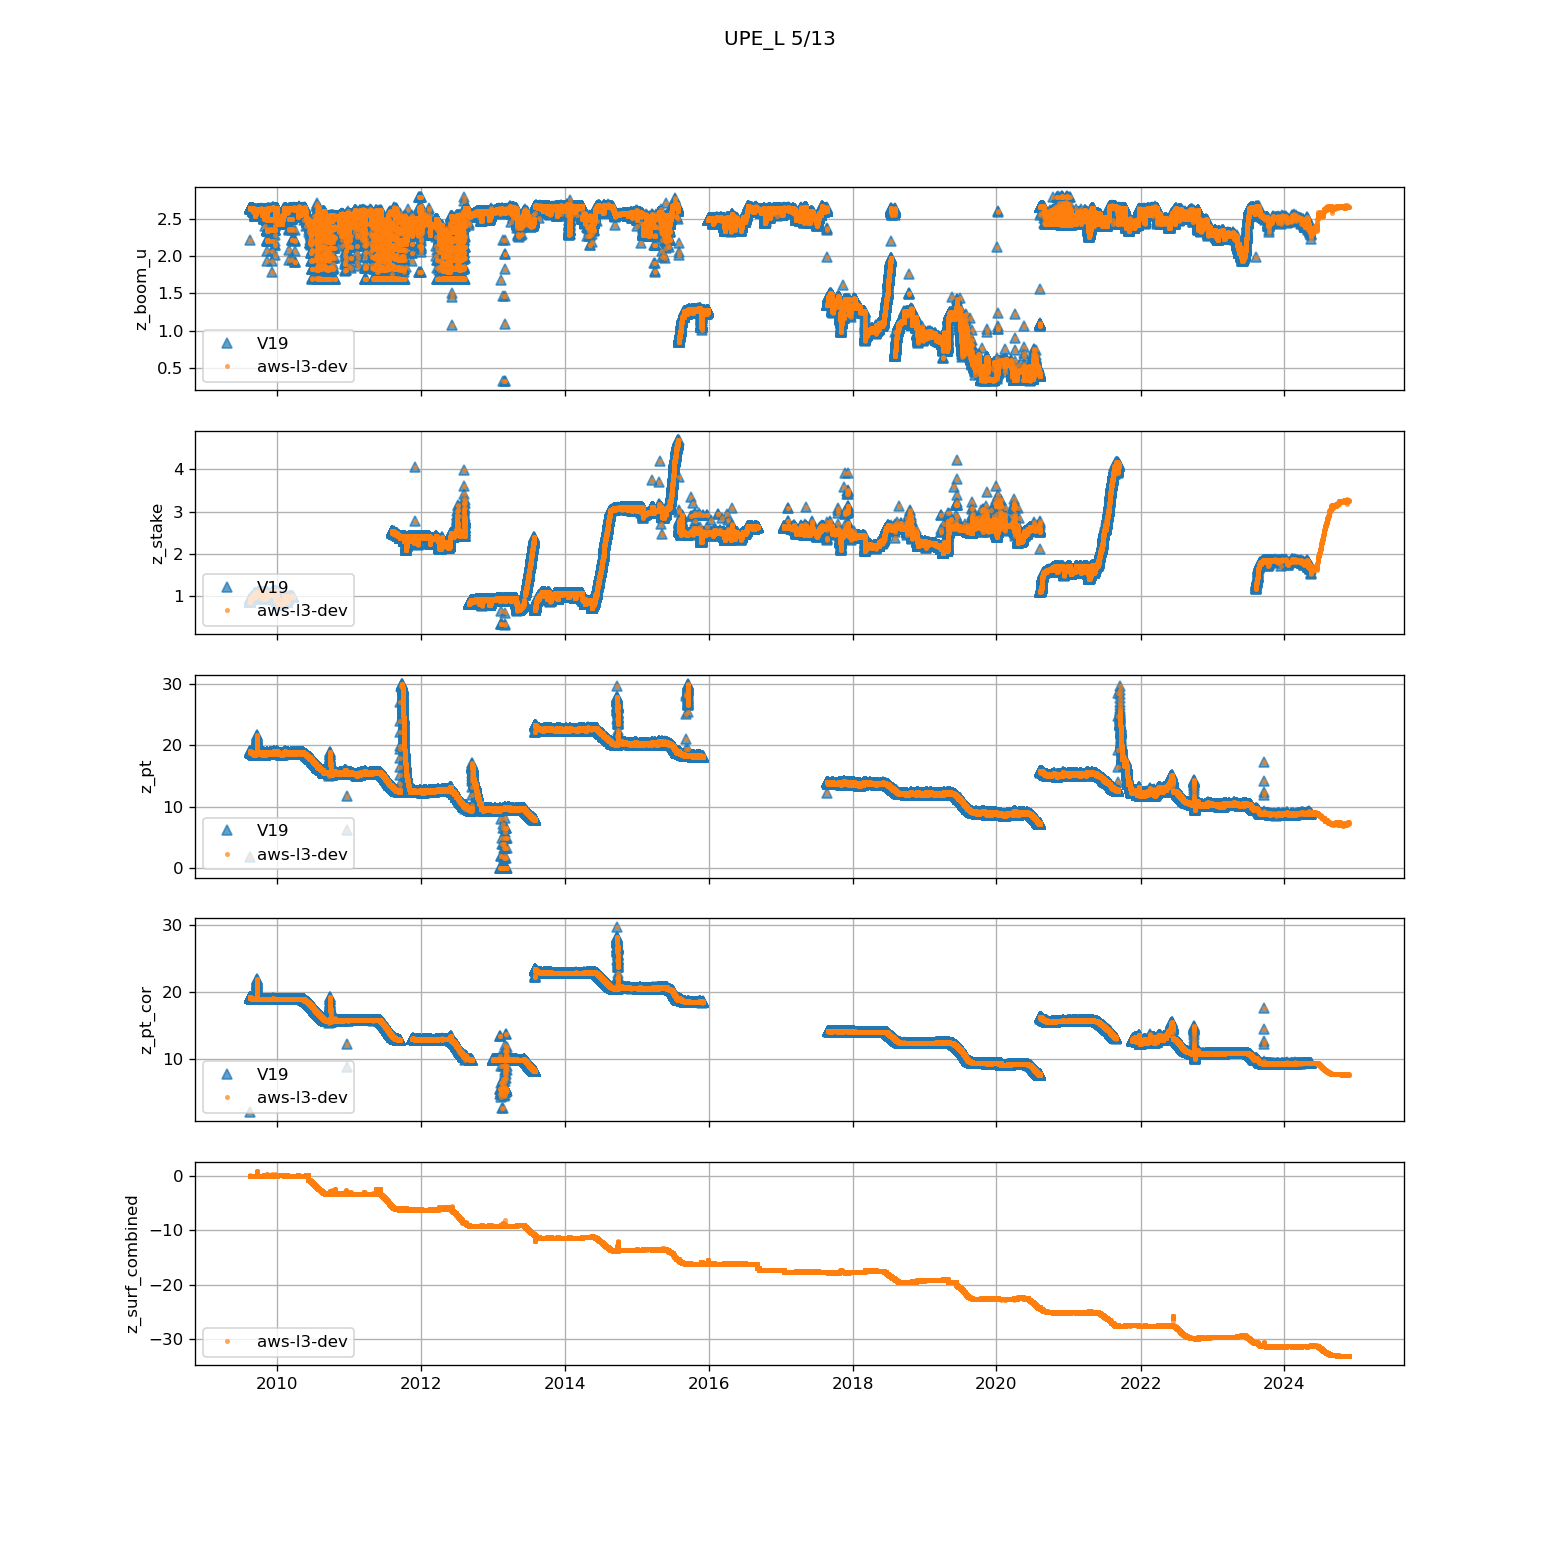 UPE_L 5/13
z_boom_u
2.5
2.0
1.5
1.0
0.5
V19
aws-l3-dev
z_stake
4
3
2
1
V19
aws-l3-dev
z_pt
30
20
10
0
V19
aws-l3-dev
z_pt_cor
30
20
10
V19
aws-l3-dev
z_surf_combined
0
−10
−20
−30
aws-l3-dev
2010 2012 2014 2016 2018 2020 2022 2024